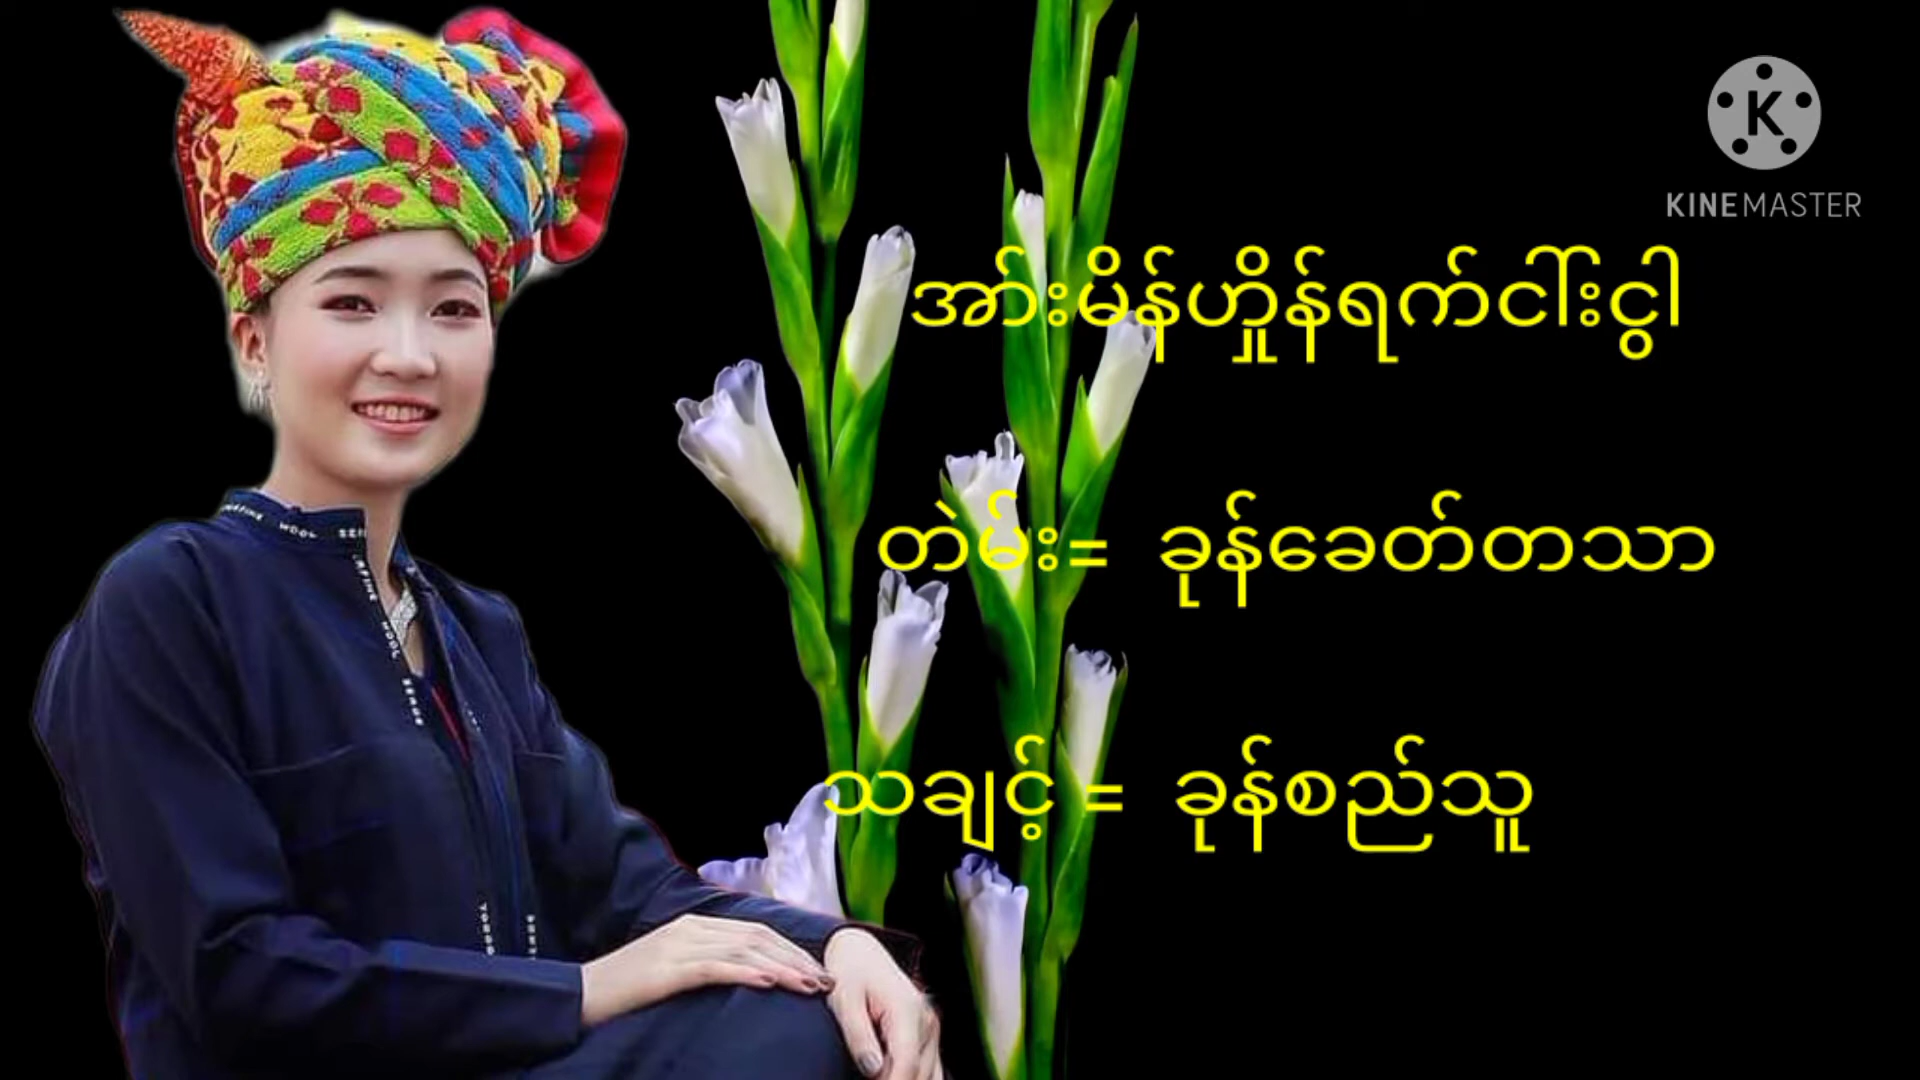 KINEMASTER
အာ်းမိန်ဟှိုန်ရက်ငါ်းငွါ
တဲမ်း= ခုန်ခေတ်တသာ
သချင့် = ခုန်စည်သူ